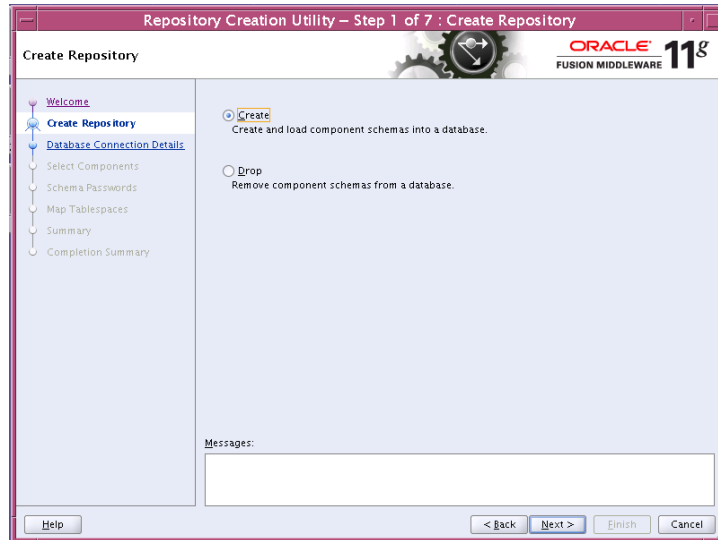 Repository Creation Utility – Step 1 of 7 : Create Repository
Create Repository
ORACLE
FUSION MIDDLEWARE 11g
Welcome
Create Repository
Database Connection Details
Select Components
Schema Passwords
Map Tablespaces
Summary
Completion Summary
Create
Create and load component schemas into a database.
Drop
Remove component schemas from a database.
Messages:
Help
< Back
Next >
Finish
Cancel